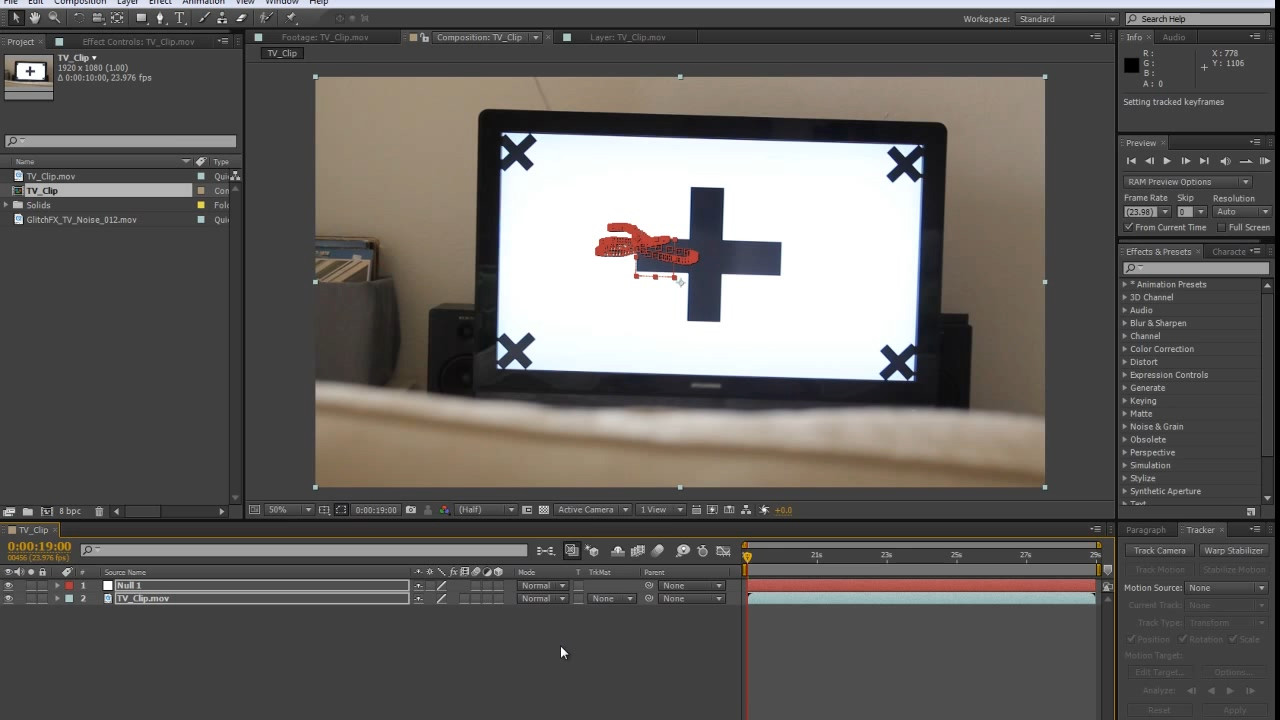 File Edit Composition Layer Effect Animation View Window Help
Workspace: Standard Search Help
Project Effect Controls: TV_Clip.mov Footage: TV_Clip.mov Composition: TV_Clip Layer: TV_Clip.mov Info Audio
TV_Clip
TV_Clip
1920 x 1080 (1.00)
Δ 0:00:10:00, 23.976 fps
R :
G :
B :
A : 0
X : 778
Y : 1106
Setting tracked keyframes
Preview
RAM Preview Options
Frame Rate Skip Resolution
(23.98) 0 Auto
From Current Time Full Screen
Name Type
TV_Clip.mov Qui
TV_Clip Con
Solids Fold
GlitchFX_TV_Noise_012.mov Qui
Effects & Presets Characte
* Animation Presets
3D Channel
Audio
Blur & Sharpen
Channel
Color Correction
Distort
Expression Controls
Generate
Keying
Matte
Noise & Grain
Obsolete
Perspective
Simulation
Stylize
Synthetic Aperture
Text
8 bpc
50% 0:00:19:00 (Half) Active Camera 1 View +0.0
TV_Clip
0:00:19:00
00456 (23.976 fps)
21s 23s 25s 27s 29s
# Source Name Mode T TrkMat Parent
1 Null 1 Normal None
2 TV_Clip.mov Normal None None
Paragraph Tracker
Track Camera Warp Stabilizer
Track Motion Stabilize Motion
Motion Source: None
Current Track: None
Track Type: Transform
Position Rotation Scale
Motion Target:
Edit Target... Options...
Analyze:
Reset Apply